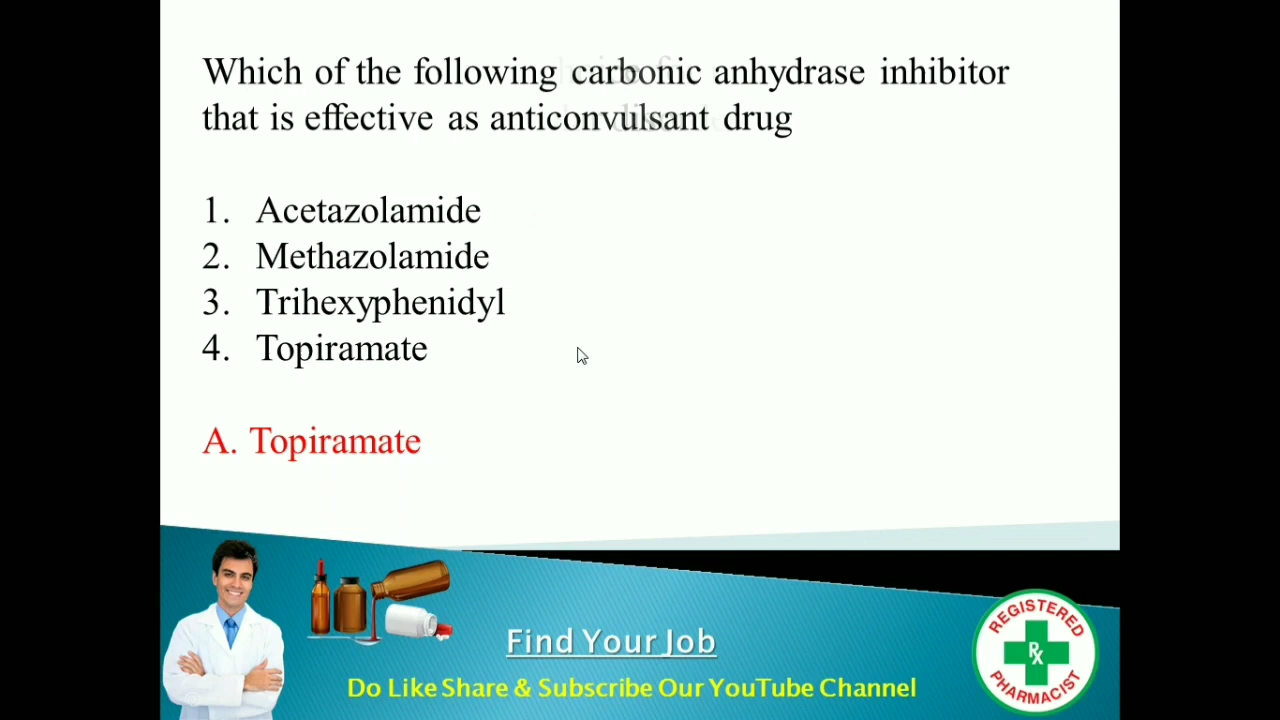 Which of the following carbonic anhydrase inhibitor
that is effective as anticonvulsant drug
1. Acetazolamide
2. Methazolamide
3. Trihexyphenidyl
4. Topiramate
A. Topiramate
Find Your Job
Do Like Share & Subscribe Our YouTube Channel
REGISTERED
Rx
PHARMACIST